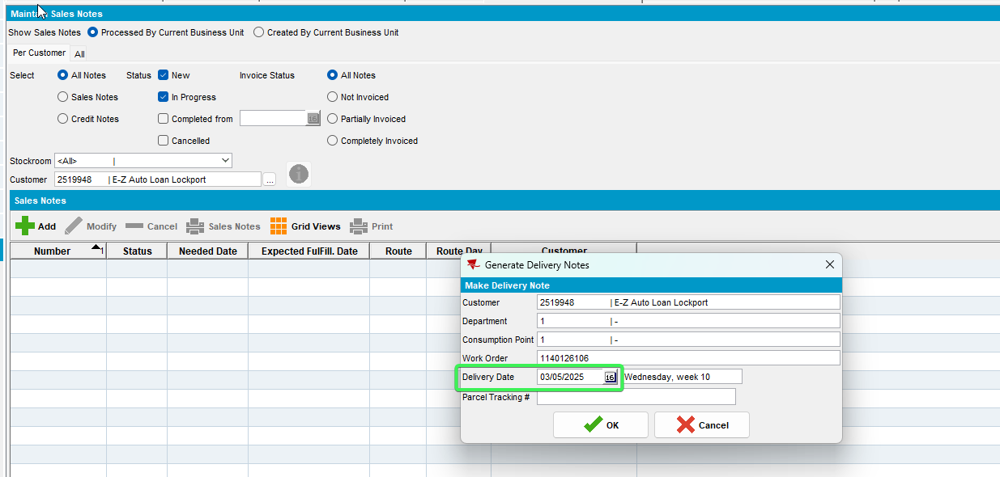 Maintain Sales Notes
Show Sales Notes Processed By Current Business Unit Created By Current Business Unit
Per Customer All
Select All Notes Status New Invoice Status All Notes
Sales Notes In Progress Not Invoiced
Credit Notes Completed from 16 Partially Invoiced
Cancelled Completely Invoiced
Stockroom <All> |
Customer 2519948 | E-Z Auto Loan Lockport ...
Sales Notes
Add Modify Cancel Sales Notes Grid Views Print
Number 1 Status Needed Date Expected FulFill. Date Route Route Day Customer
Generate Delivery Notes
Make Delivery Note
Customer 2519948 | E-Z Auto Loan Lockport
Department 1 | -
Consumption Point 1 | -
Work Order 1140126106
Delivery Date 03/05/2025 16 Wednesday, week 10
Parcel Tracking #
OK Cancel